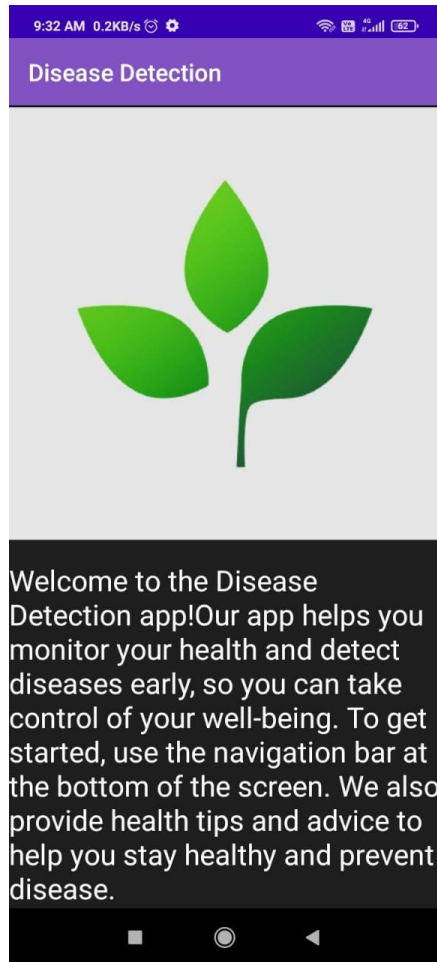 9:32 AM 0.2KB/s 4G 62
Disease Detection
Welcome to the Disease
Detection app!Our app helps you
monitor your health and detect
diseases early, so you can take
control of your well-being. To get
started, use the navigation bar at
the bottom of the screen. We also
provide health tips and advice to
help you stay healthy and prevent
disease.